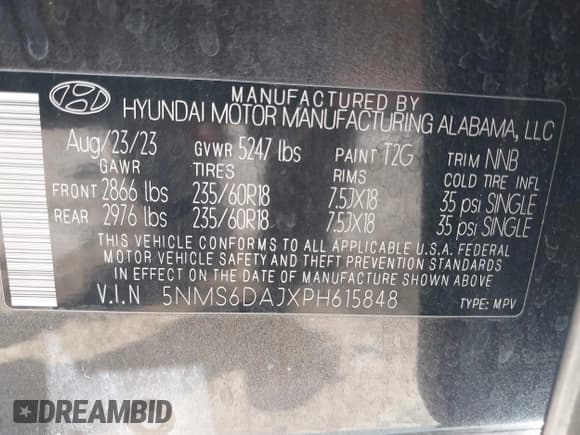 MANUFACTURED BY
HYUNDAI MOTOR MANUFACTURING ALABAMA, LLC
Aug/23/23 GVWR 5247 lbs PAINT T2G TRIM NNB
GAWR TIRES RIMS COLD TIRE INFL
FRONT 2866 lbs 235/60R18 7.5JX18 35 psi SINGLE
REAR 2976 lbs 235/60R18 7.5JX18 35 psi SINGLE
THIS VEHICLE CONFORMS TO ALL APPLICABLE U.S.A. FEDERAL
MOTOR VEHICLE SAFETY AND THEFT PREVENTION STANDARDS
IN EFFECT ON THE DATE OF MANUFACTURE SHOWN ABOVE
V.I.N 5NMS6DAJXPH615848 TYPE: MPV
DREAMBID